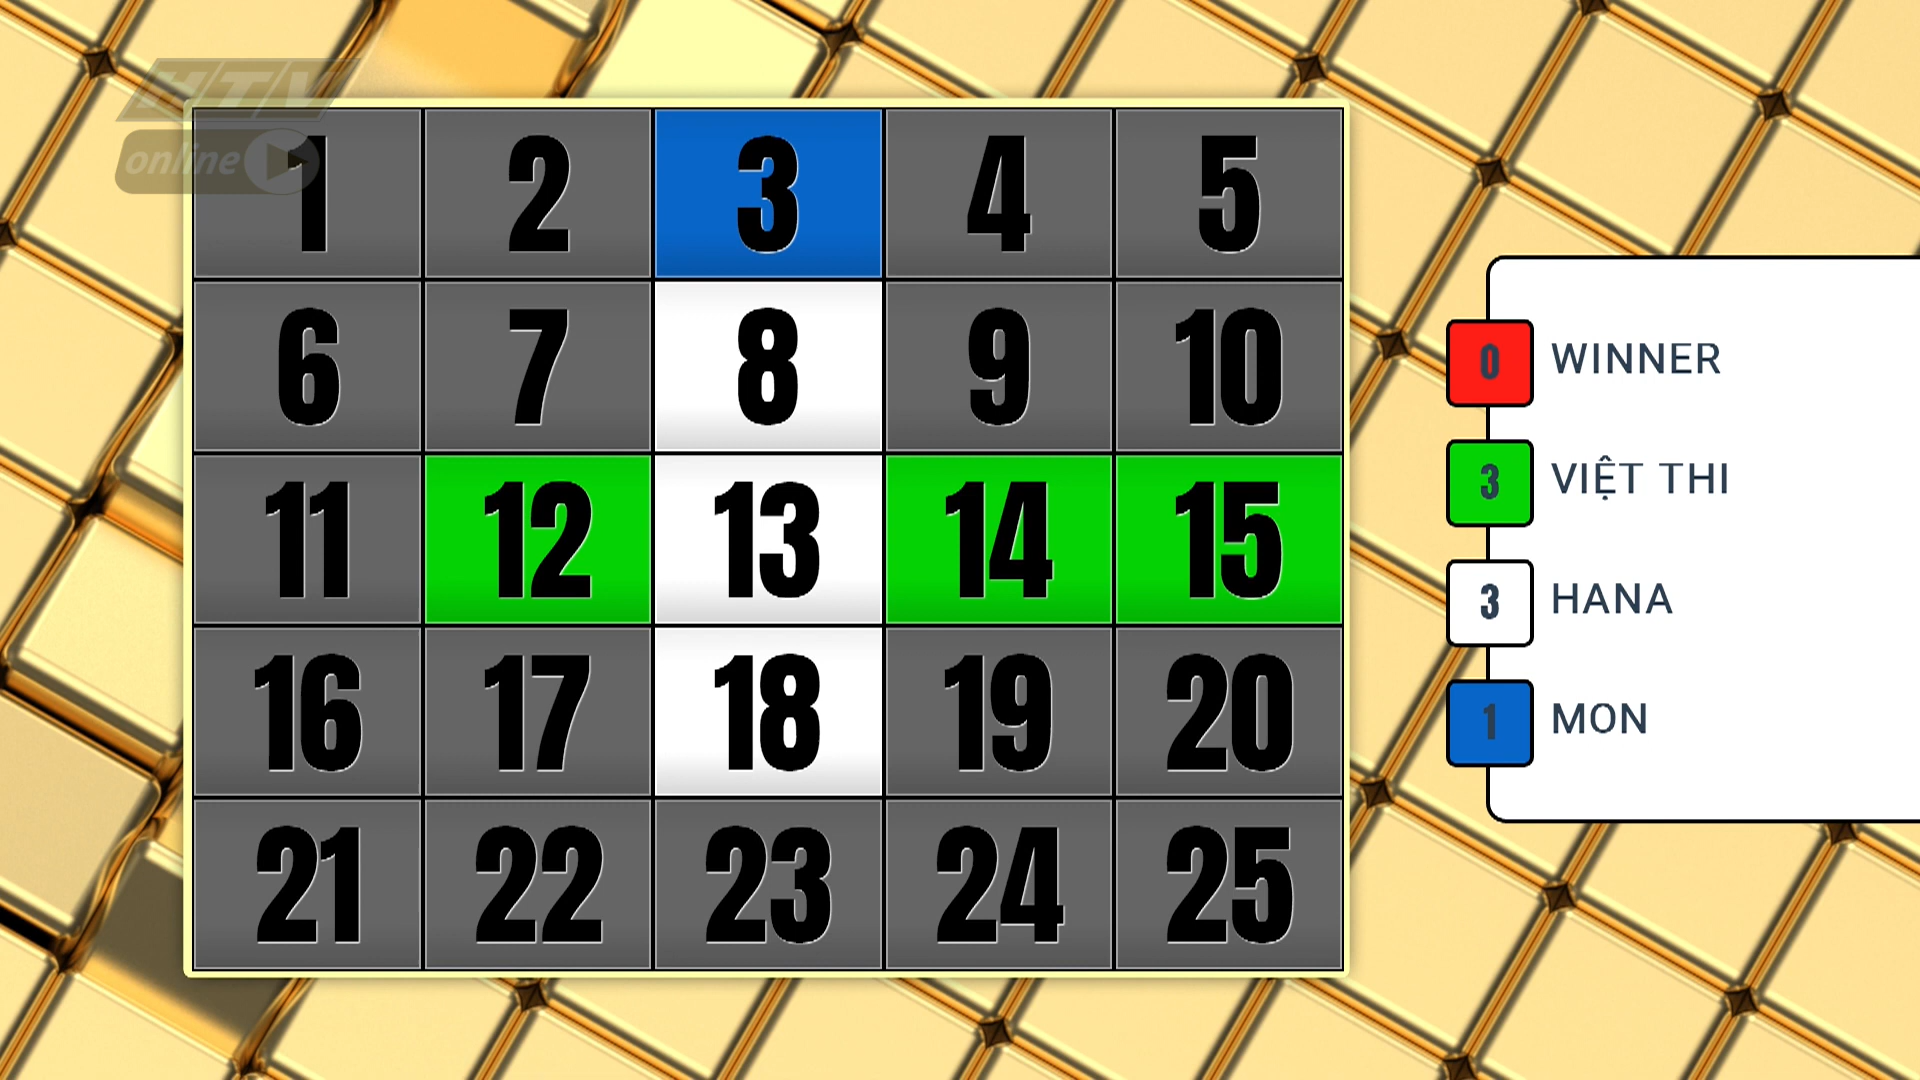 HTV
online
1 2 3 4 5
6 7 8 9 10
11 12 13 14 15
16 17 18 19 20
21 22 23 24 25
0 WINNER
3 VIỆT THI
3 HANA
1 MON